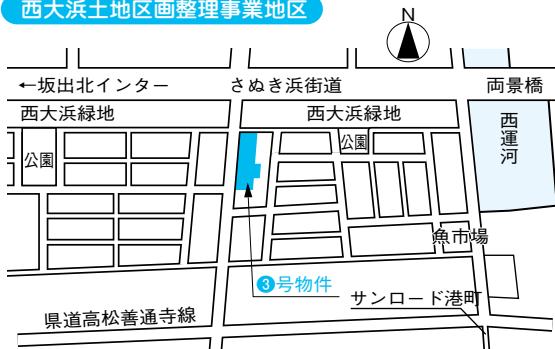 西大浜土地区画整理事業地区
N
←坂出北インター
さぬき浜街道
両景橋
西大浜緑地
西大浜緑地
西運河
公園
公園
魚市場
❸号物件
サンロード港町
県道高松善通寺線